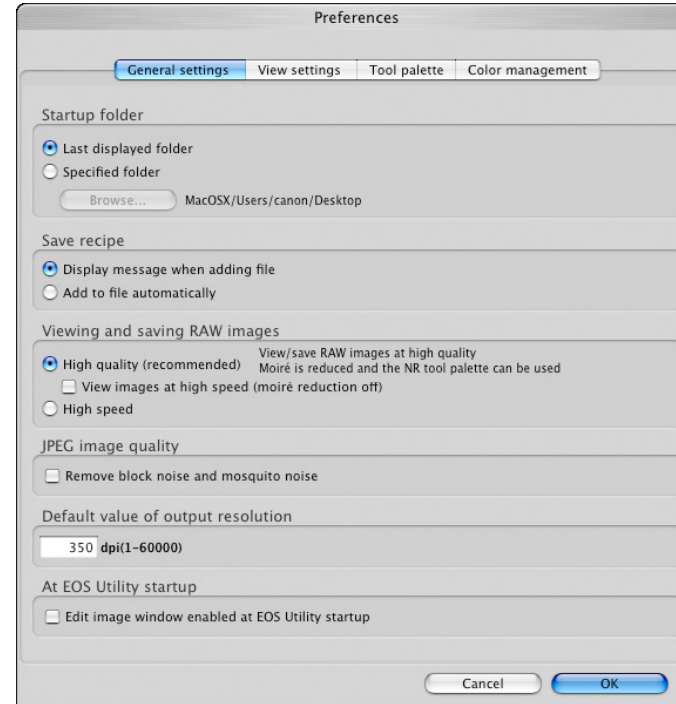 Preferences
General settings View settings Tool palette Color management
Startup folder
Last displayed folder
Specified folder
Browse... MacOSX/Users/canon/Desktop
Save recipe
Display message when adding file
Add to file automatically
Viewing and saving RAW images
High quality (recommended) View/save RAW images at high quality
Moiré is reduced and the NR tool palette can be used
View images at high speed (moiré reduction off)
High speed
JPEG image quality
Remove block noise and mosquito noise
Default value of output resolution
350 dpi(1-60000)
At EOS Utility startup
Edit image window enabled at EOS Utility startup
Cancel OK